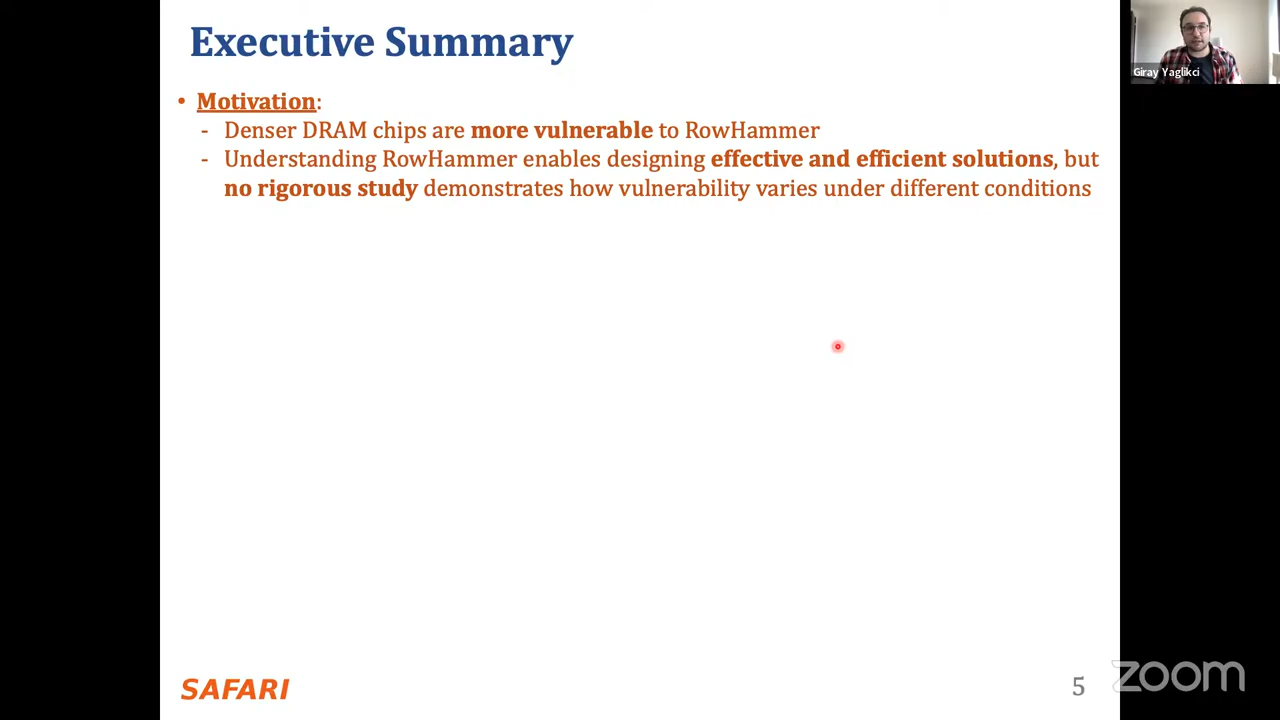 Executive Summary
• Motivation:
- Denser DRAM chips are more vulnerable to RowHammer
- Understanding RowHammer enables designing effective and efficient solutions, but
no rigorous study demonstrates how vulnerability varies under different conditions
SAFARI
5
Giray Yaglikci
zoom